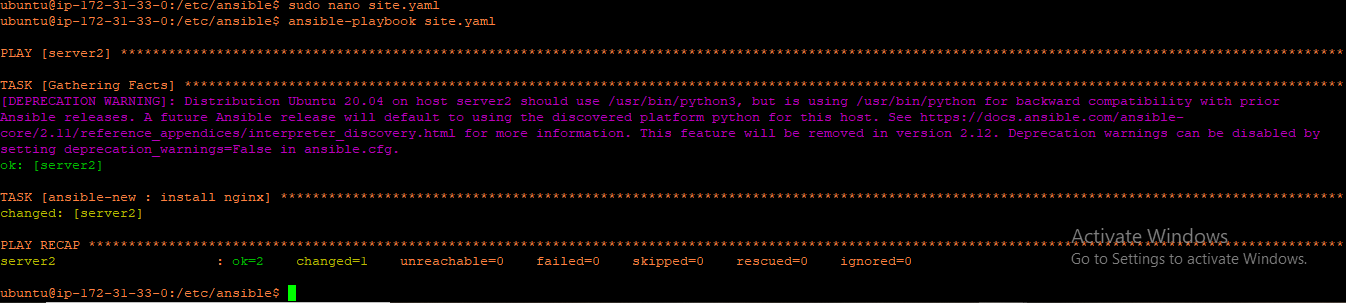 ubuntu@ip-172-31-33-0:/etc/ansible$ sudo nano site.yaml
ubuntu@ip-172-31-33-0:/etc/ansible$ ansible-playbook site.yaml
PLAY [server2] *********************************************************************************************************************************************************
TASK [Gathering Facts] *************************************************************************************************************************************************
[DEPRECATION WARNING]: Distribution Ubuntu 20.04 on host server2 should use /usr/bin/python3, but is using /usr/bin/python for backward compatibility with prior
Ansible releases. A future Ansible release will default to using the discovered platform python for this host. See https://docs.ansible.com/ansible-
core/2.11/reference_appendices/interpreter_discovery.html for more information. This feature will be removed in version 2.12. Deprecation warnings can be disabled by
setting deprecation_warnings=False in ansible.cfg.
ok: [server2]
TASK [ansible-new : install nginx] *************************************************************************************************************************************
changed: [server2]
PLAY RECAP *************************************************************************************************************************************************************
server2                    : ok=2    changed=1    unreachable=0    failed=0    skipped=0    rescued=0    ignored=0
ubuntu@ip-172-31-33-0:/etc/ansible$
Activate Windows
Go to Settings to activate Windows.